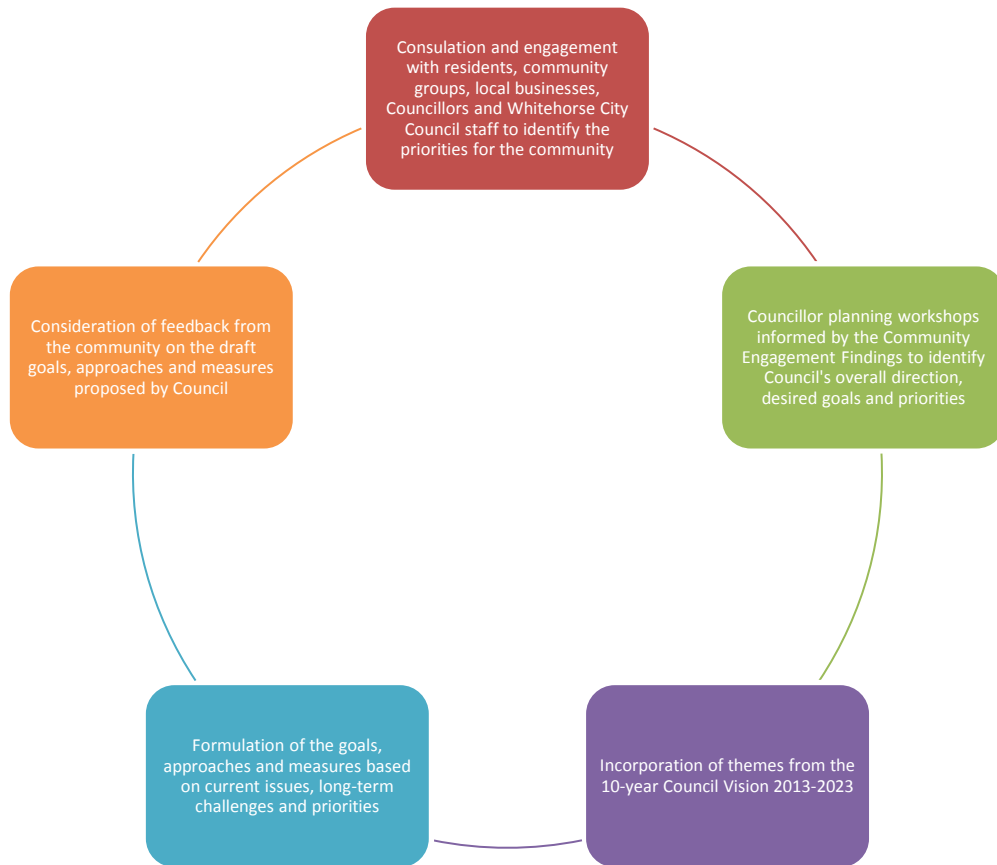 Consulation and engagement
with residents, community
groups, local businesses,
Councillors and Whitehorse City
Council staff to identify the
priorities for the community
Councillor planning workshops
informed by the Community
Engagement Findings to identify
Council's overall direction,
desired goals and priorities
Incorporation of themes from the
10-year Council Vision 2013-2023
Formulation of the goals,
approaches and measures based
on current issues, long-term
challenges and priorities
Consideration of feedback from
the community on the draft
goals, approaches and measures
proposed by Council